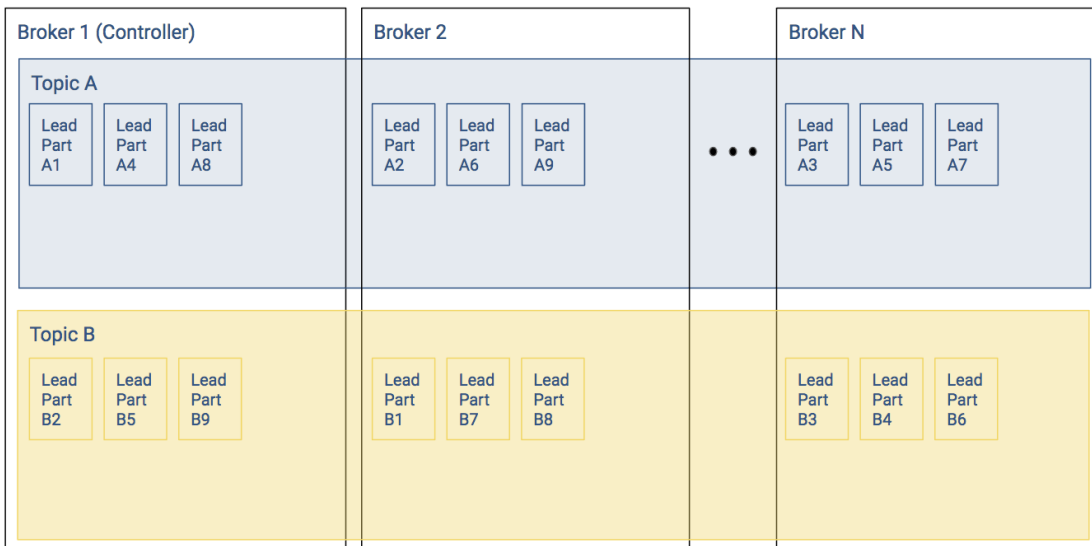 Broker 1 (Controller)
Broker 2
Broker N
Topic A
Lead
Part
A1
Lead
Part
A4
Lead
Part
A8
Lead
Part
A2
Lead
Part
A6
Lead
Part
A9
Lead
Part
A3
Lead
Part
A5
Lead
Part
A7
Topic B
Lead
Part
B2
Lead
Part
B5
Lead
Part
B9
Lead
Part
B1
Lead
Part
B7
Lead
Part
B8
Lead
Part
B3
Lead
Part
B4
Lead
Part
B6